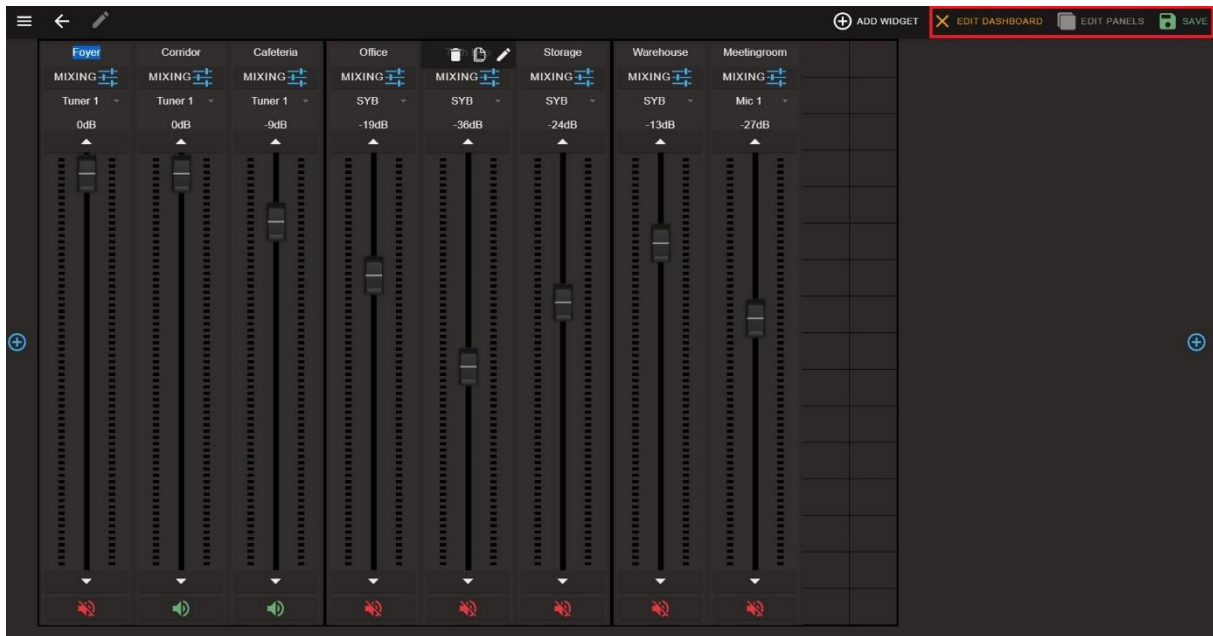 ADD WIDGET EDIT DASHBOARD EDIT PANELS SAVE
Foyer Corridor Cafeteria Office Storage Warehouse Meetingroom
MIXING MIXING MIXING MIXING MIXING MIXING MIXING MIXING
Tuner 1 Tuner 1 Tuner 1 SYB SYB SYB SYB Mic 1
0dB 0dB -9dB -19dB -36dB -24dB -13dB -27dB